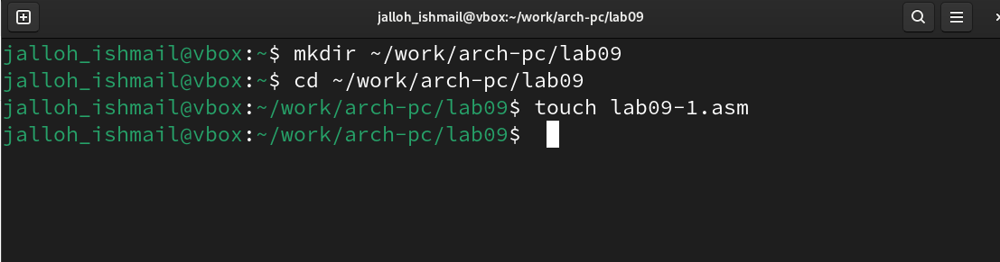 jalloh_ishmail@vbox:~/work/arch-pc/lab09
jalloh_ishmail@vbox:~$ mkdir ~/work/arch-pc/lab09
jalloh_ishmail@vbox:~$ cd ~/work/arch-pc/lab09
jalloh_ishmail@vbox:~/work/arch-pc/lab09$ touch lab09-1.asm
jalloh_ishmail@vbox:~/work/arch-pc/lab09$